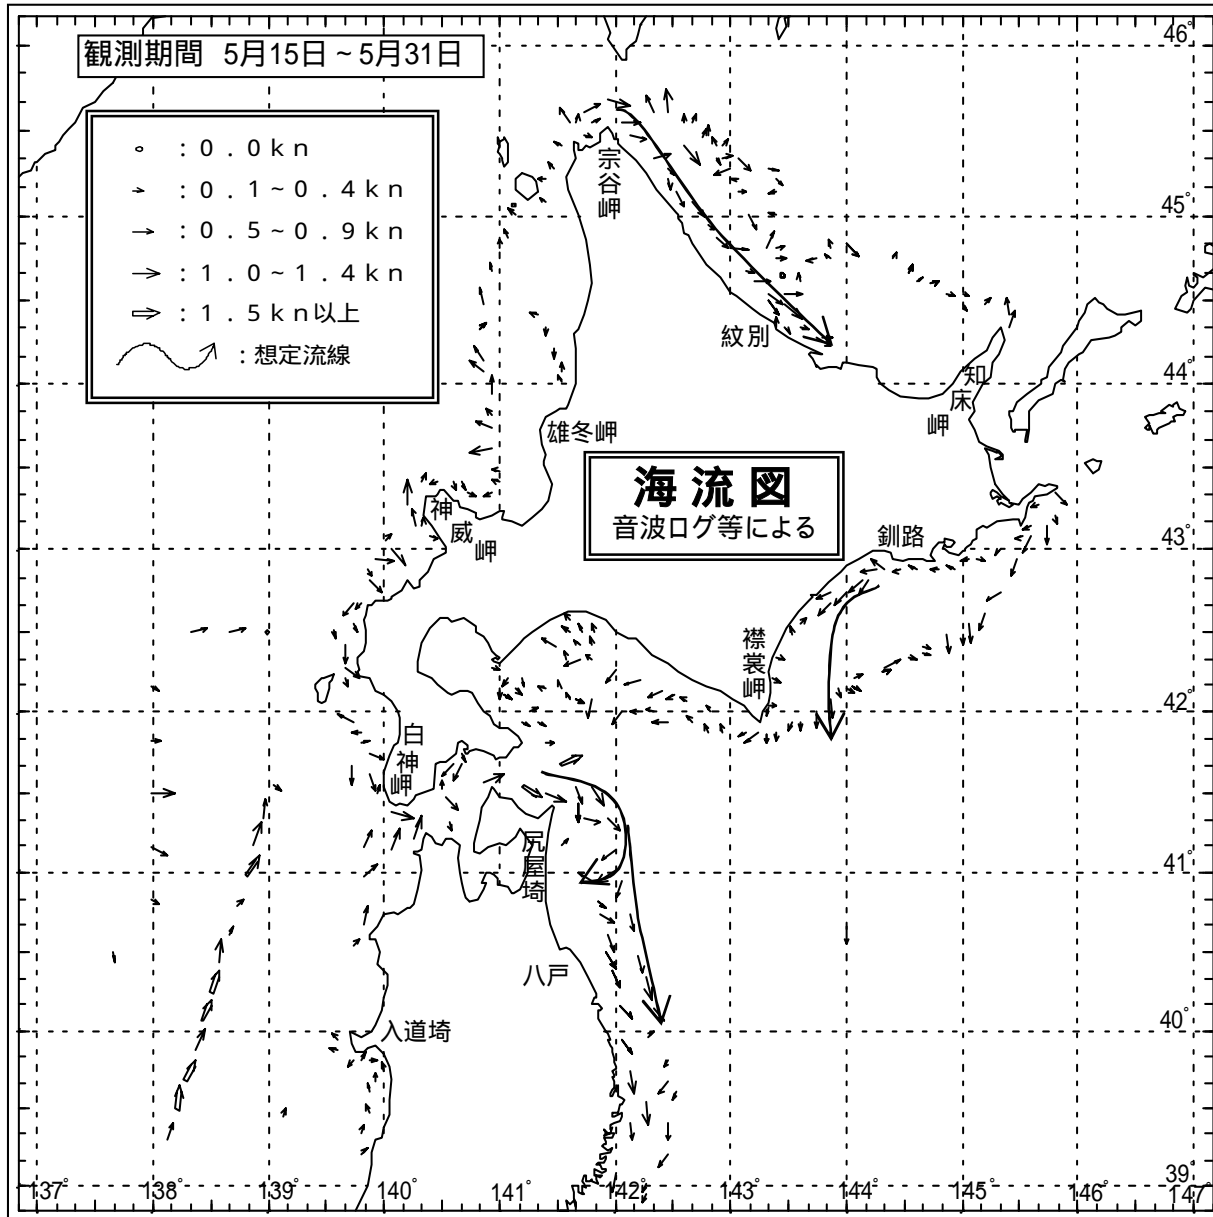 観測期間 5月15日~5月31日
:0.0kn
:0.1~0.4kn
:0.5~0.9kn
:1.0~1.4kn
:1.5kn以上
:想定流線
海流図
音波ログ等による
宗谷岬
紋別
知床岬
雄冬岬
神威岬
釧路
襟裳岬
白神岬
尻屋埼
八戸
入道埼
46°
45°
44°
43°
42°
41°
40°
39°
137°
138°
139°
140°
141°
142°
143°
144°
145°
146°
147°